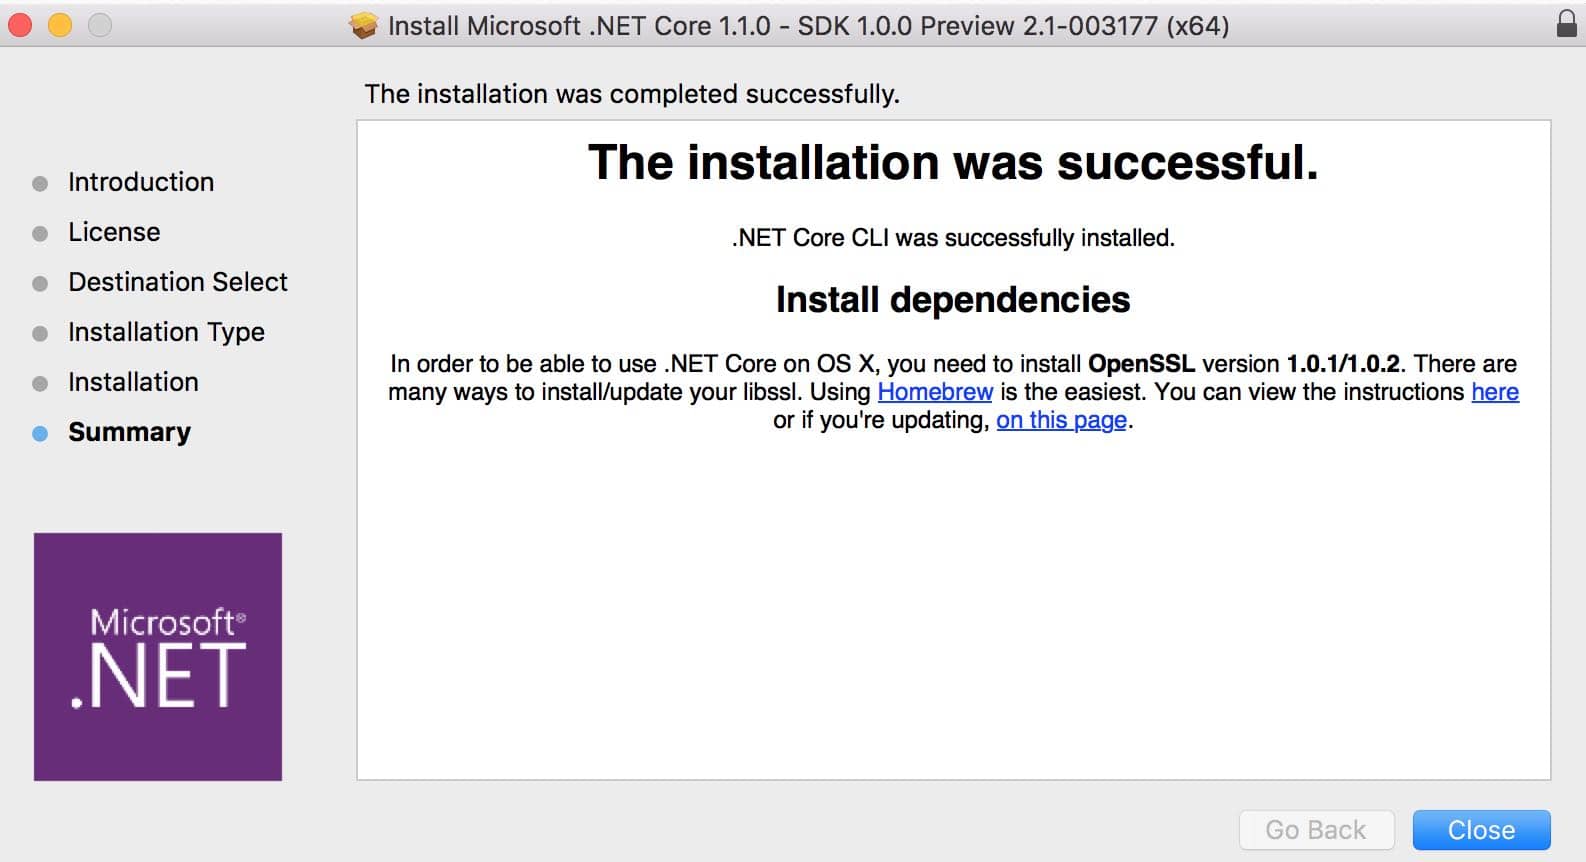 Install Microsoft .NET Core 1.1.0 - SDK 1.0.0 Preview 2.1-003177 (x64)
The installation was completed successfully.
Introduction
License
Destination Select
Installation Type
Installation
Summary
The installation was successful.
.NET Core CLI was successfully installed.
Install dependencies
In order to be able to use .NET Core on OS X, you need to install OpenSSL version 1.0.1/1.0.2. There are
many ways to install/update your libssl. Using Homebrew is the easiest. You can view the instructions here
or if you're updating, on this page.
Microsoft®
.NET
Go Back
Close